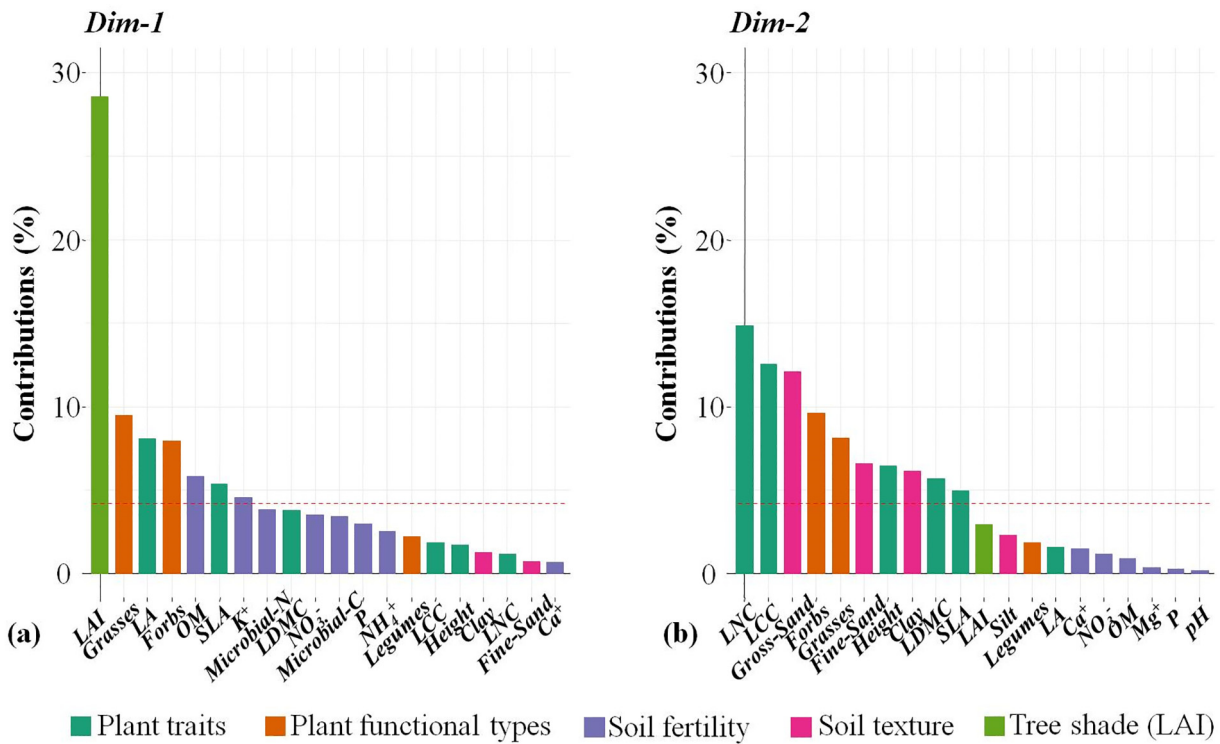 Dim-1
Contributions (%)
30
20
10
0
LAI
Grasses
LA
Forbs
OM
SLA
K+
Microbial-N
LDMC
NO3-
Microbial-C
P
NH4+
Legumes
LCC
Height
Clay
LNC
Fine-Sand
Ca+
(a)
Dim-2
Contributions (%)
30
20
10
0
LNC
LCC
Gross-Sand
Forbs
Grasses
Fine-Sand
Height
Clay
LDMC
SLA
LAI
Silt
Legumes
LA
Ca+
NO3-
OM
Mg+
P
pH
(b)
Plant traits
Plant functional types
Soil fertility
Soil texture
Tree shade (LAI)